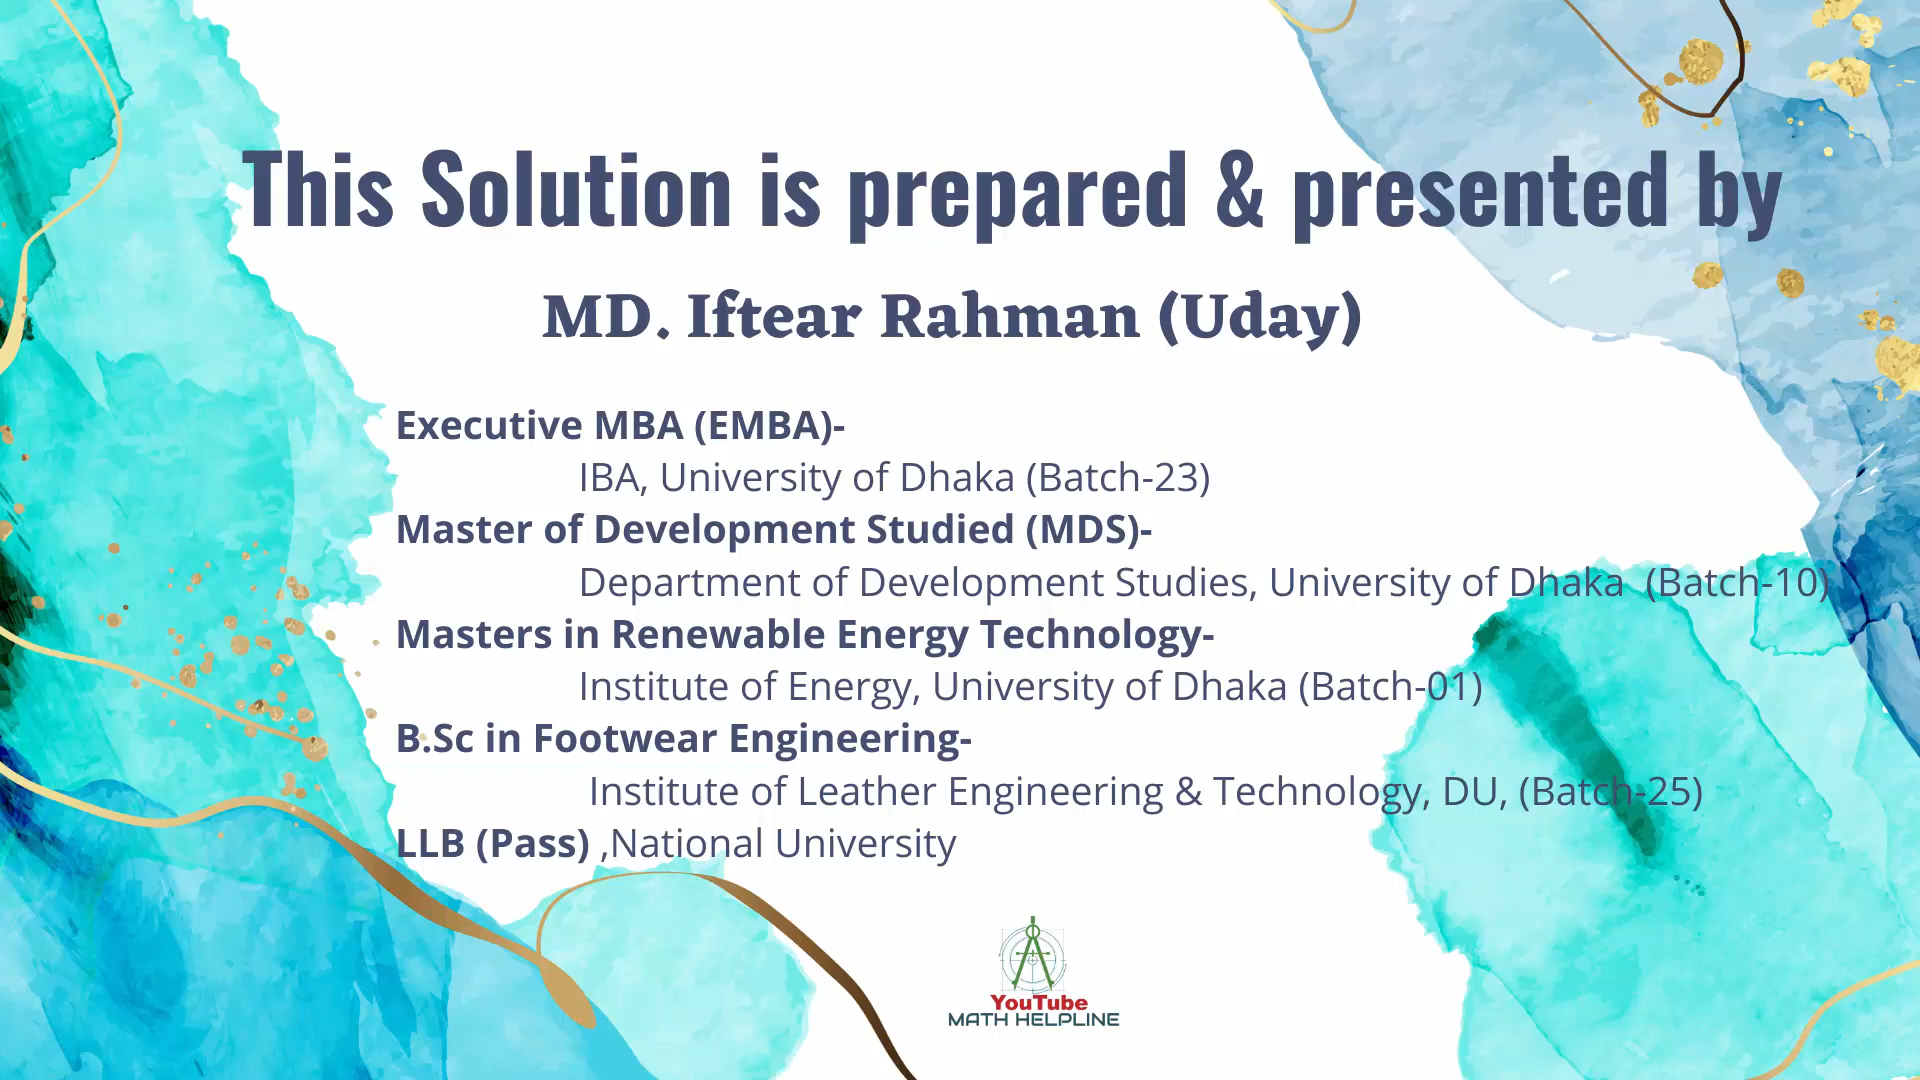 This Solution is prepared & presented by
MD. Iftear Rahman (Uday)
Executive MBA (EMBA)-
IBA, University of Dhaka (Batch-23)
Master of Development Studied (MDS)-
Department of Development Studies, University of Dhaka (Batch-10)
Masters in Renewable Energy Technology-
Institute of Energy, University of Dhaka (Batch-01)
B.Sc in Footwear Engineering-
Institute of Leather Engineering & Technology, DU, (Batch-25)
LLB (Pass) ,National University
YouTube
MATH HELPLINE